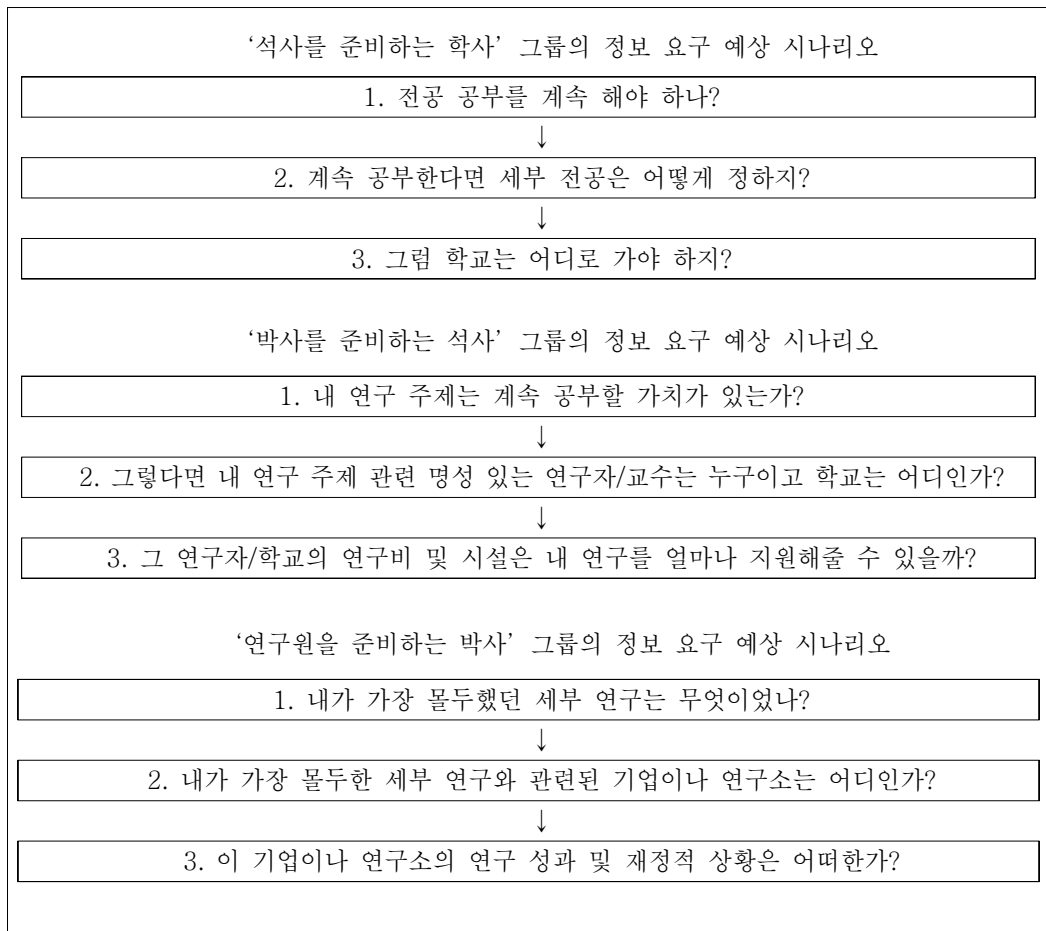 ‘석사를 준비하는 학사’ 그룹의 정보 요구 예상 시나리오
1. 전공 공부를 계속 해야 하나?
↓
2. 계속 공부한다면 세부 전공은 어떻게 정하지?
↓
3. 그럼 학교는 어디로 가야 하지?
‘박사를 준비하는 석사’ 그룹의 정보 요구 예상 시나리오
1. 내 연구 주제는 계속 공부할 가치가 있는가?
↓
2. 그렇다면 내 연구 주제 관련 명성 있는 연구자/교수는 누구이고 학교는 어디인가?
↓
3. 그 연구자/학교의 연구비 및 시설은 내 연구를 얼마나 지원해줄 수 있을까?
‘연구원을 준비하는 박사’ 그룹의 정보 요구 예상 시나리오
1. 내가 가장 몰두했던 세부 연구는 무엇이었나?
↓
2. 내가 가장 몰두한 세부 연구와 관련된 기업이나 연구소는 어디인가?
↓
3. 이 기업이나 연구소의 연구 성과 및 재정적 상황은 어떠한가?